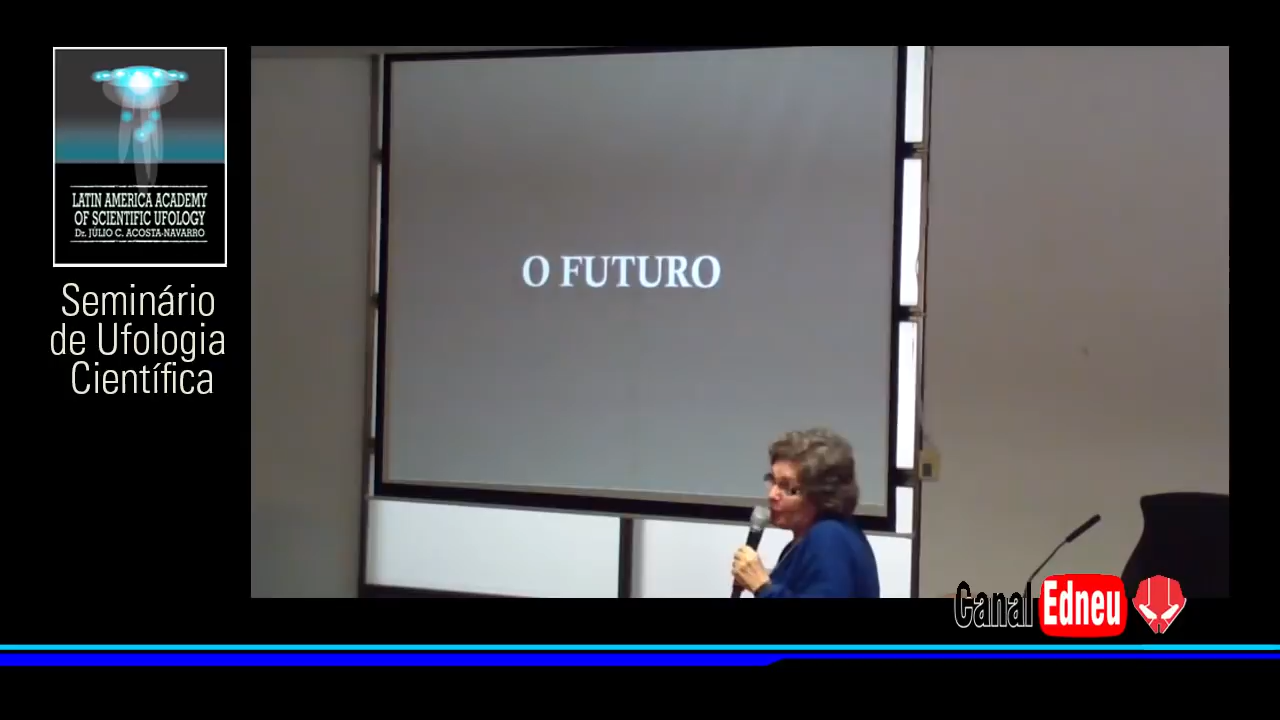 LATIN AMERICA ACADEMY
OF SCIENTIFIC UFOLOGY
Dr. JÚLIO C. ACOSTA-NAVARRO
Seminário
de Ufologia
Científica
O FUTURO
Canal Edneu